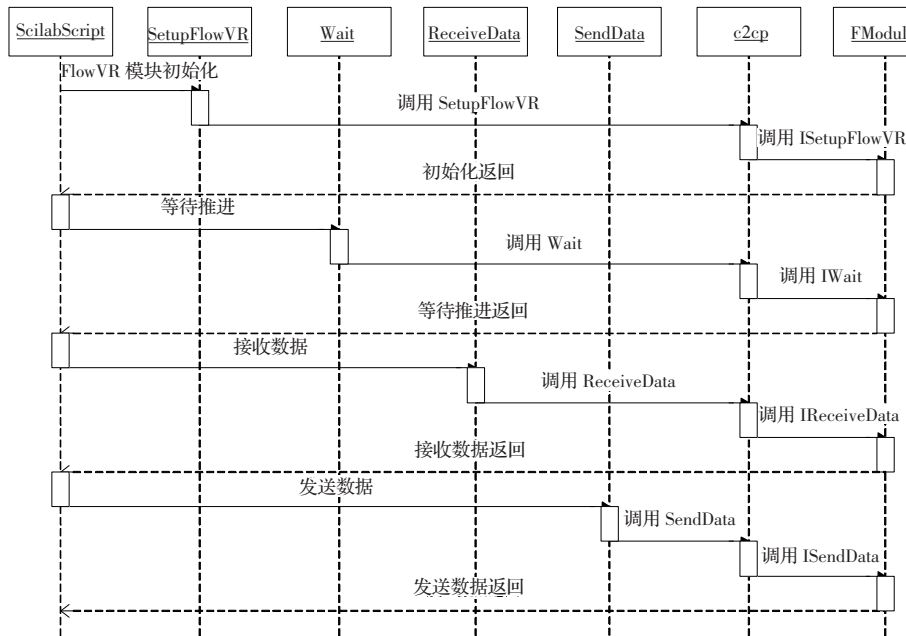 ScilabScript
SetupFlowVR
Wait
ReceiveData
SendData
c2cp
FModul
FlowVR 模块初始化
调用 SetupFlowVR
调用 ISetupFlowVR
初始化返回
等待推进
调用 Wait
调用 IWait
等待推进返回
接收数据
调用 ReceiveData
调用 IReceiveData
接收数据返回
发送数据
调用 SendData
调用 ISendData
发送数据返回